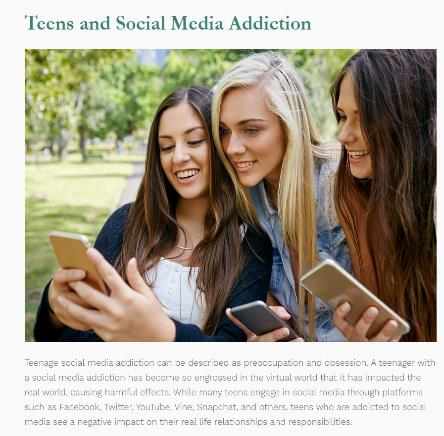 Teens and Social Media Addiction
Teenage social media addiction can be described as preoccupation and obsession. A teenager with
a social media addiction has become so engrossed in the virtual world that it has impacted the
real world, causing harmful effects. While many teens engage in social media through platforms
such as Facebook, Twitter, YouTube, Vine, Snapchat, and others, teens who are addicted to social
media see a negative impact on their real life relationships and responsibilities.